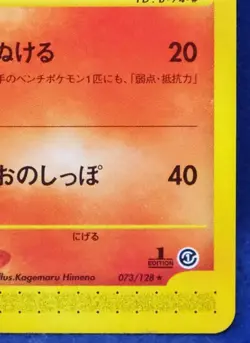 ぬける 20
手のベンチポケモン1匹にも、「弱点・抵抗力
おのしっぽ 40
にげる
1
EDITION
llus.Kagemaru Himeno
073/128★